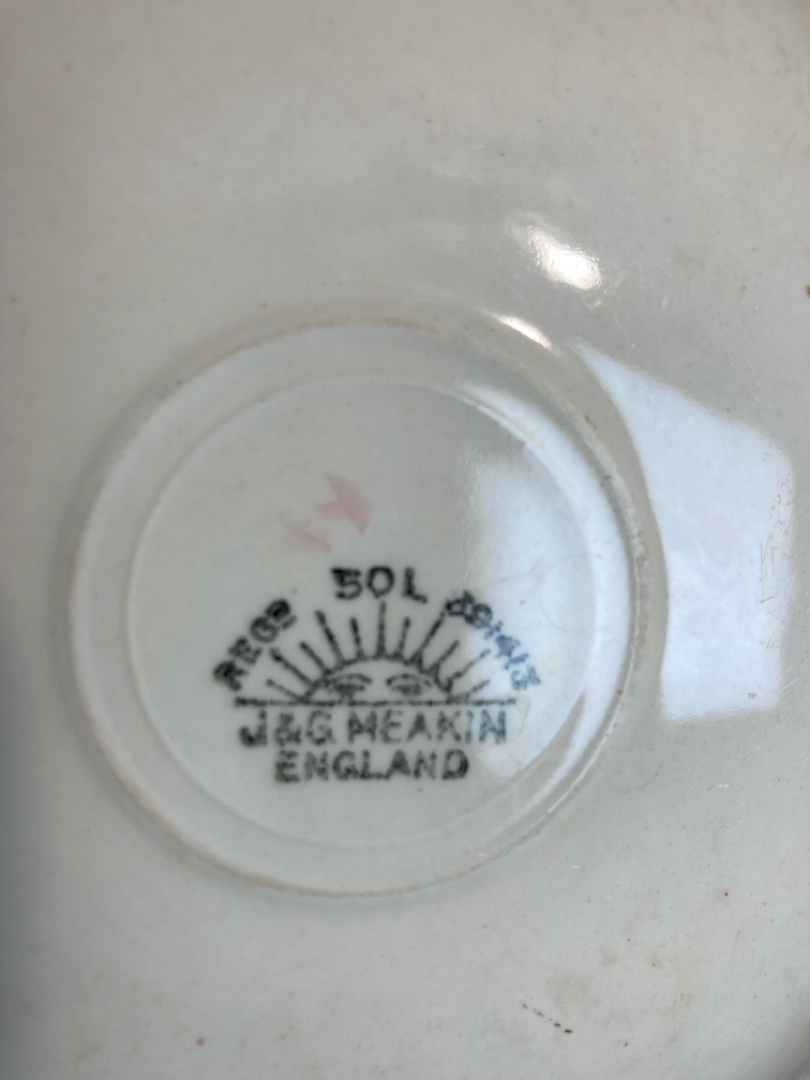 REGD SOL 391413
J&G. MEAKIN
ENGLAND